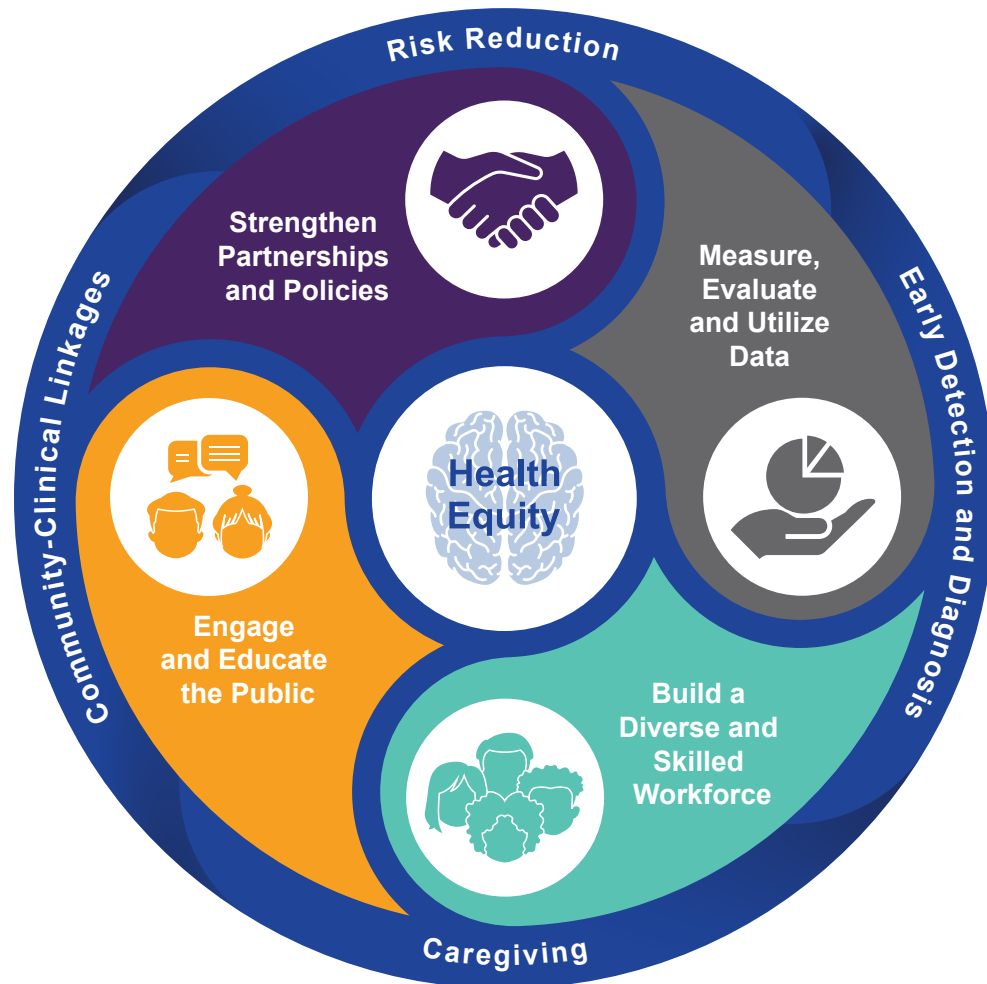 Risk Reduction
Strengthen
Partnerships
and Policies
Measure,
Evaluate
and Utilize
Data
Early Detection and Diagnosis
Community-Clinical Linkages
Health
Equity
Engage
and Educate
the Public
Build a
Diverse and
Skilled
Workforce
Caregiving